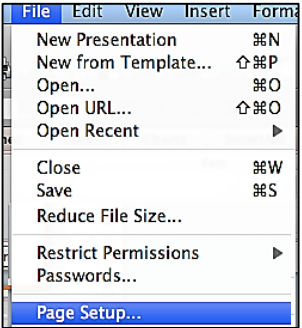 File Edit View Insert Forma
New Presentation ⌘N
New from Template... ⇧⌘P
Open... ⌘O
Open URL... ⇧⌘O
Open Recent ▶
Close ⌘W
Save ⌘S
Reduce File Size...
Restrict Permissions ▶
Passwords...
Page Setup...